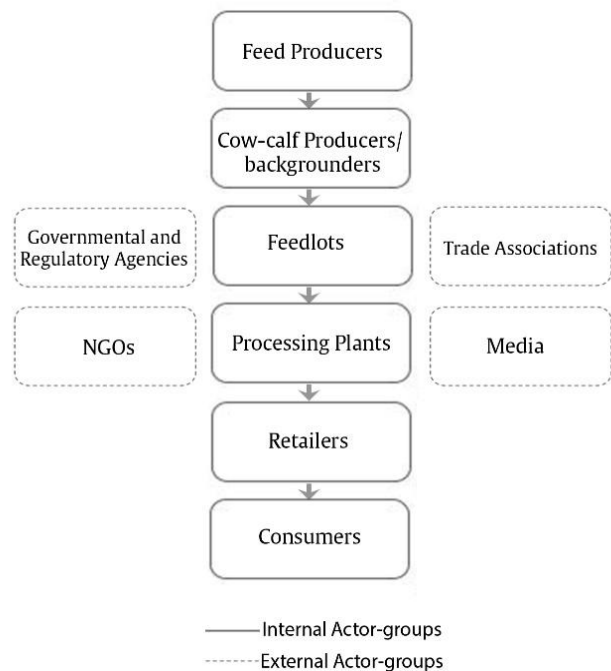 Feed Producers
Cow-calf Producers/
backgrounders
Governmental and
Regulatory Agencies
Feedlots
Trade Associations
NGOs
Processing Plants
Media
Retailers
Consumers
Internal Actor-groups
External Actor-groups